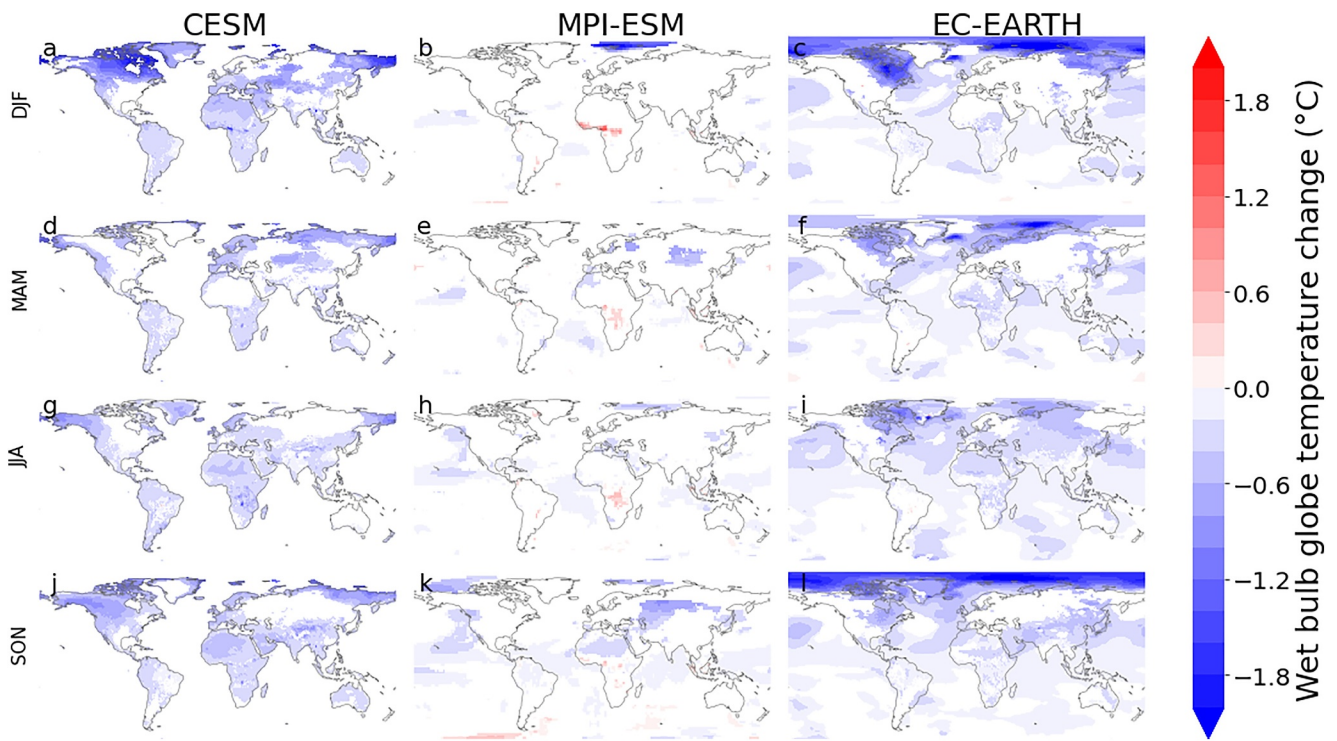 CESM MPI-ESM EC-EARTH
a b c
DJF
d e f
MAM
g h i
JJA
j k l
SON
1.8
1.2
0.6
0.0
−0.6
−1.2
−1.8
Wet bulb globe temperature change (°C)